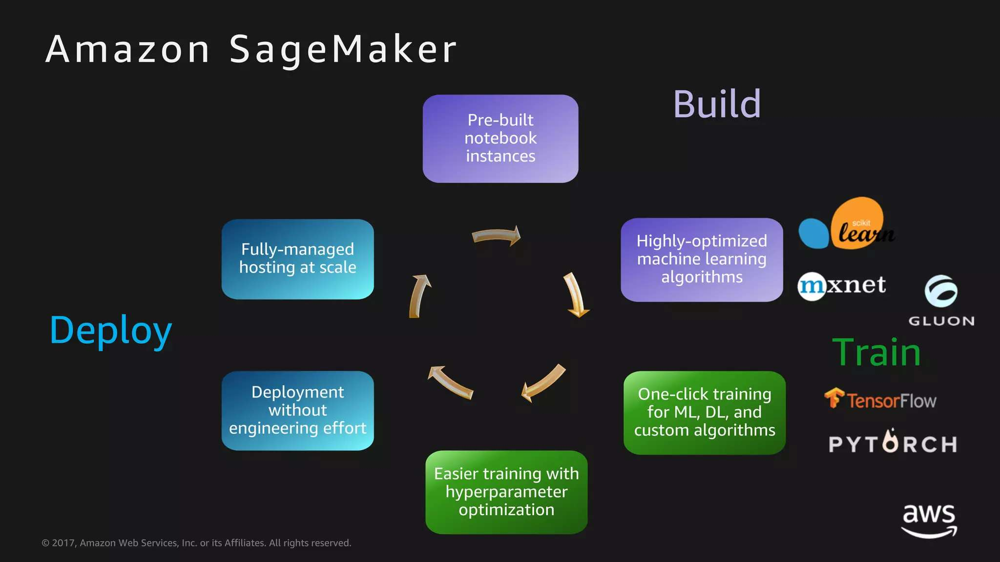 Amazon SageMaker
Build
Pre-built
notebook
instances
Highly-optimized
machine learning
algorithms
scikit
learn
mxnet
GLUON
Fully-managed
hosting at scale
Deploy
Train
Deployment
without
engineering effort
One-click training
for ML, DL, and
custom algorithms
TensorFlow
PYTORCH
Easier training with
hyperparameter
optimization
aws
© 2017, Amazon Web Services, Inc. or its Affiliates. All rights reserved.